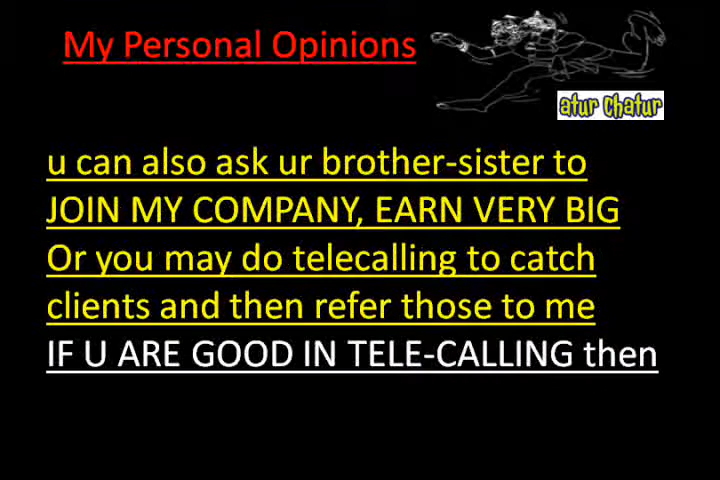 My Personal Opinions
atur chatur
u can also ask ur brother-sister to
JOIN MY COMPANY, EARN VERY BIG
Or you may do telecalling to catch
clients and then refer those to me
IF U ARE GOOD IN TELE-CALLING then